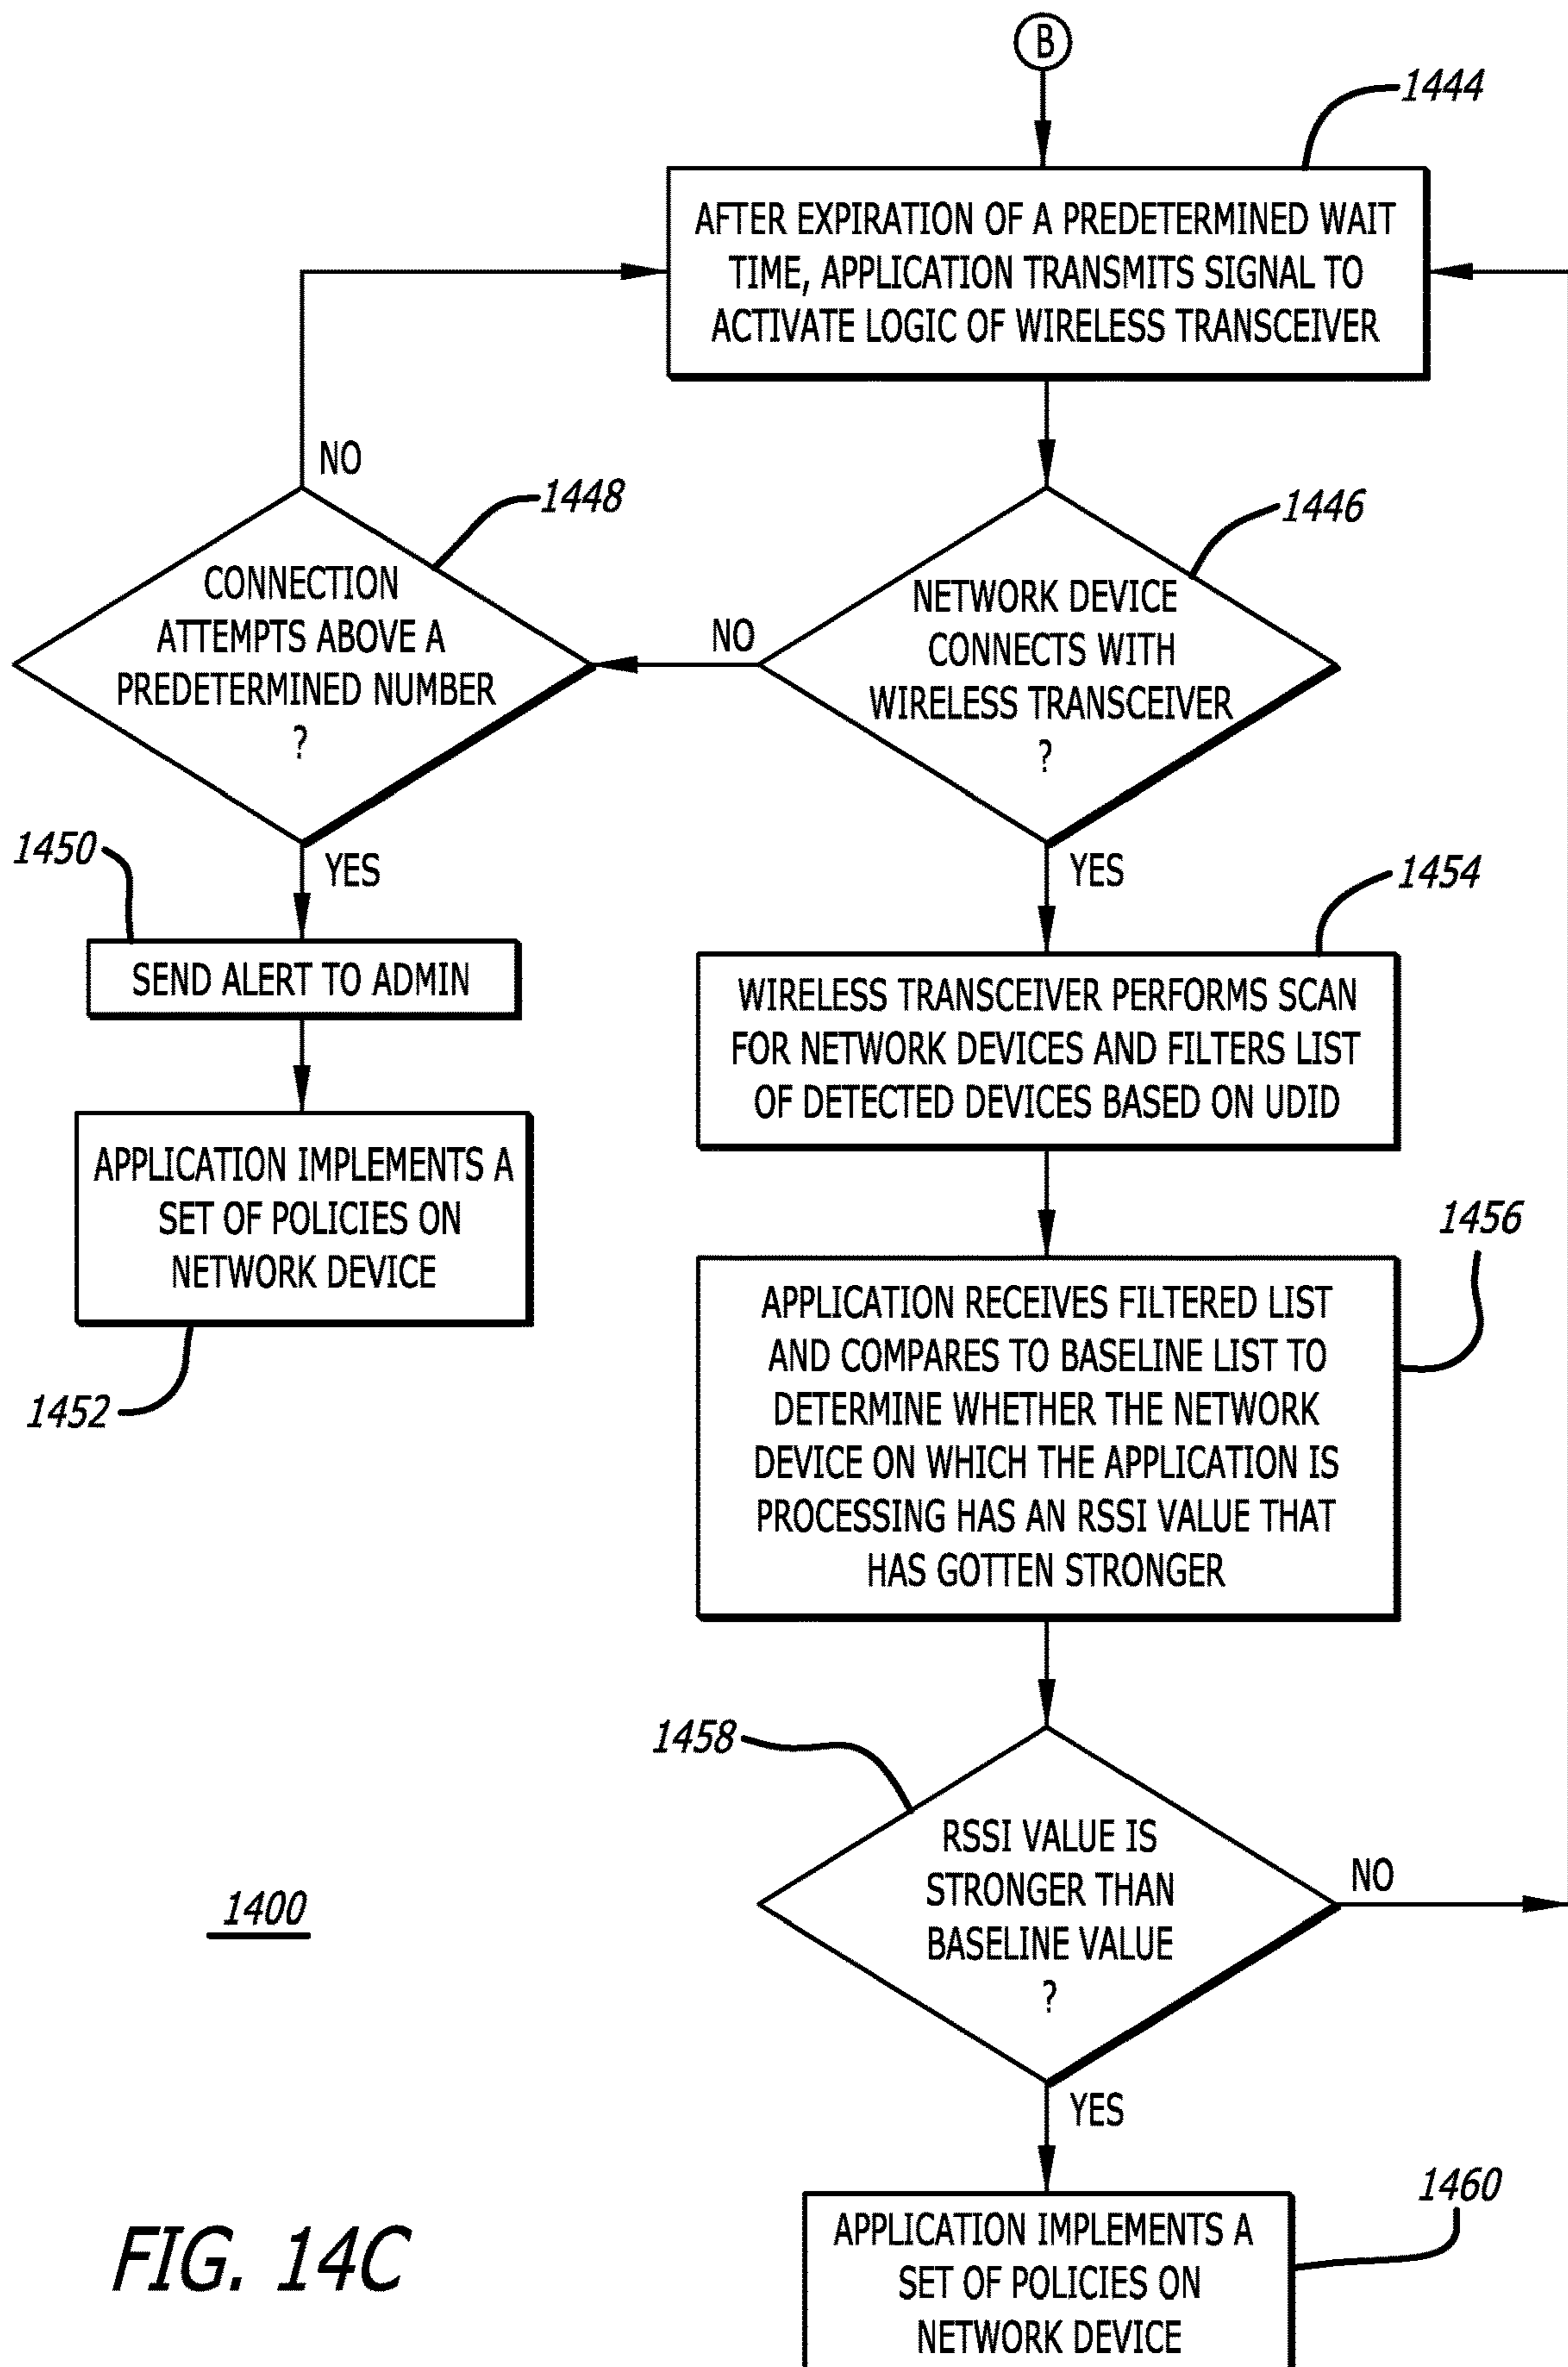 B
1444
AFTER EXPIRATION OF A PREDETERMINED WAIT
TIME, APPLICATION TRANSMITS SIGNAL TO
ACTIVATE LOGIC OF WIRELESS TRANSCEIVER
NO
1448
CONNECTION
ATTEMPTS ABOVE A
PREDETERMINED NUMBER
?
NO
1446
NETWORK DEVICE
CONNECTS WITH
WIRELESS TRANSCEIVER
?
1450
YES
SEND ALERT TO ADMIN
APPLICATION IMPLEMENTS A
SET OF POLICIES ON
NETWORK DEVICE
1452
YES
1454
WIRELESS TRANSCEIVER PERFORMS SCAN
FOR NETWORK DEVICES AND FILTERS LIST
OF DETECTED DEVICES BASED ON UDID
1456
APPLICATION RECEIVES FILTERED LIST
AND COMPARES TO BASELINE LIST TO
DETERMINE WHETHER THE NETWORK
DEVICE ON WHICH THE APPLICATION IS
PROCESSING HAS AN RSSI VALUE THAT
HAS GOTTEN STRONGER
1458
RSSI VALUE IS
STRONGER THAN
BASELINE VALUE
?
NO
1400
YES
1460
APPLICATION IMPLEMENTS A
SET OF POLICIES ON
NETWORK DEVICE
FIG. 14C